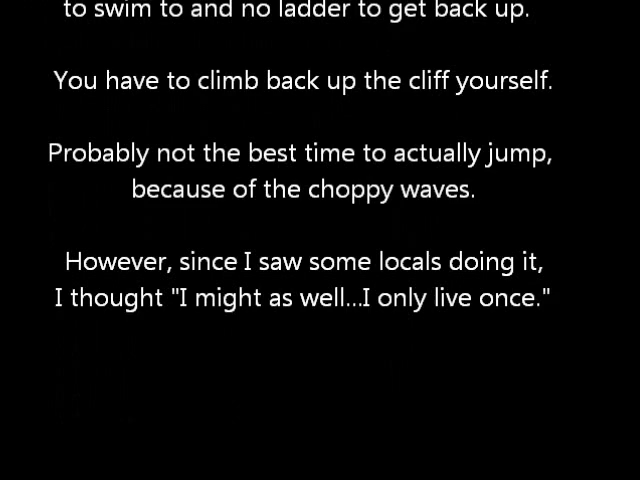 to swim to and no ladder to get back up.
You have to climb back up the cliff yourself.
Probably not the best time to actually jump,
because of the choppy waves.
However, since I saw some locals doing it,
I thought "I might as well...I only live once."